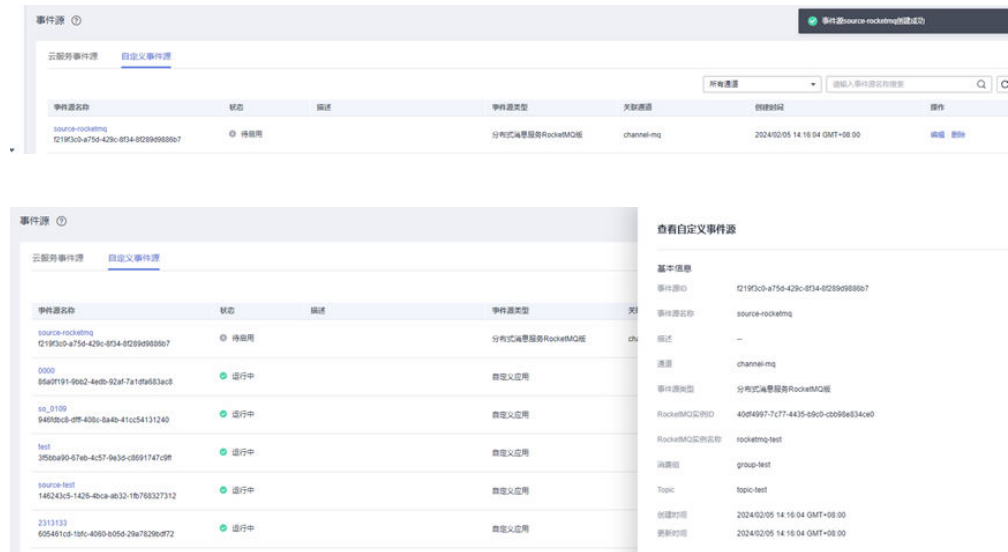 事件源
事件源source-rocketmq创建成功
云服务事件源 自定义事件源
所有通道 请输入事件源名称搜索
事件源名称 状态 描述 事件源类型 关联通道 创建时间 操作
source-rocketmq
f219f3c0-a75d-429c-8f34-8f289d9886b7 待启用 分布式消息服务RocketMQ版 channel-mq 2024/02/05 14:16:04 GMT+08:00 编辑 删除
事件源
云服务事件源 自定义事件源
事件源名称 状态 描述 事件源类型 关
source-rocketmq
f219f3c0-a75d-429c-8f34-8f289d9886b7 待启用 分布式消息服务RocketMQ版 ch
0000
86a0f191-9bb2-4edb-92af-7a1dfa683ac8 运行中 自定义应用
sq_0109
946fdbc8-dfff-408c-8a4b-41cc54131240 运行中 自定义应用
test
3f5bba90-67eb-4c57-9e3d-c8691747c9ff 运行中 自定义应用
source-test
146243c5-1426-4bca-ab32-1fb768327312 运行中 自定义应用
2313133
605461cd-1bfc-4060-b05d-29a7829bdf72 运行中 自定义应用
查看自定义事件源
基本信息
事件源ID f219f3c0-a75d-429c-8f34-8f289d9886b7
事件源名称 source-rocketmq
描述 --
通道 channel-mq
事件源类型 分布式消息服务RocketMQ版
RocketMQ实例ID 40df4997-7c77-4435-b9c0-cbb98e834ce0
RocketMQ实例名称 rocketmq-test
消费组 group-test
Topic topic-test
创建时间 2024/02/05 14:16:04 GMT+08:00
更新时间 2024/02/05 14:16:04 GMT+08:00